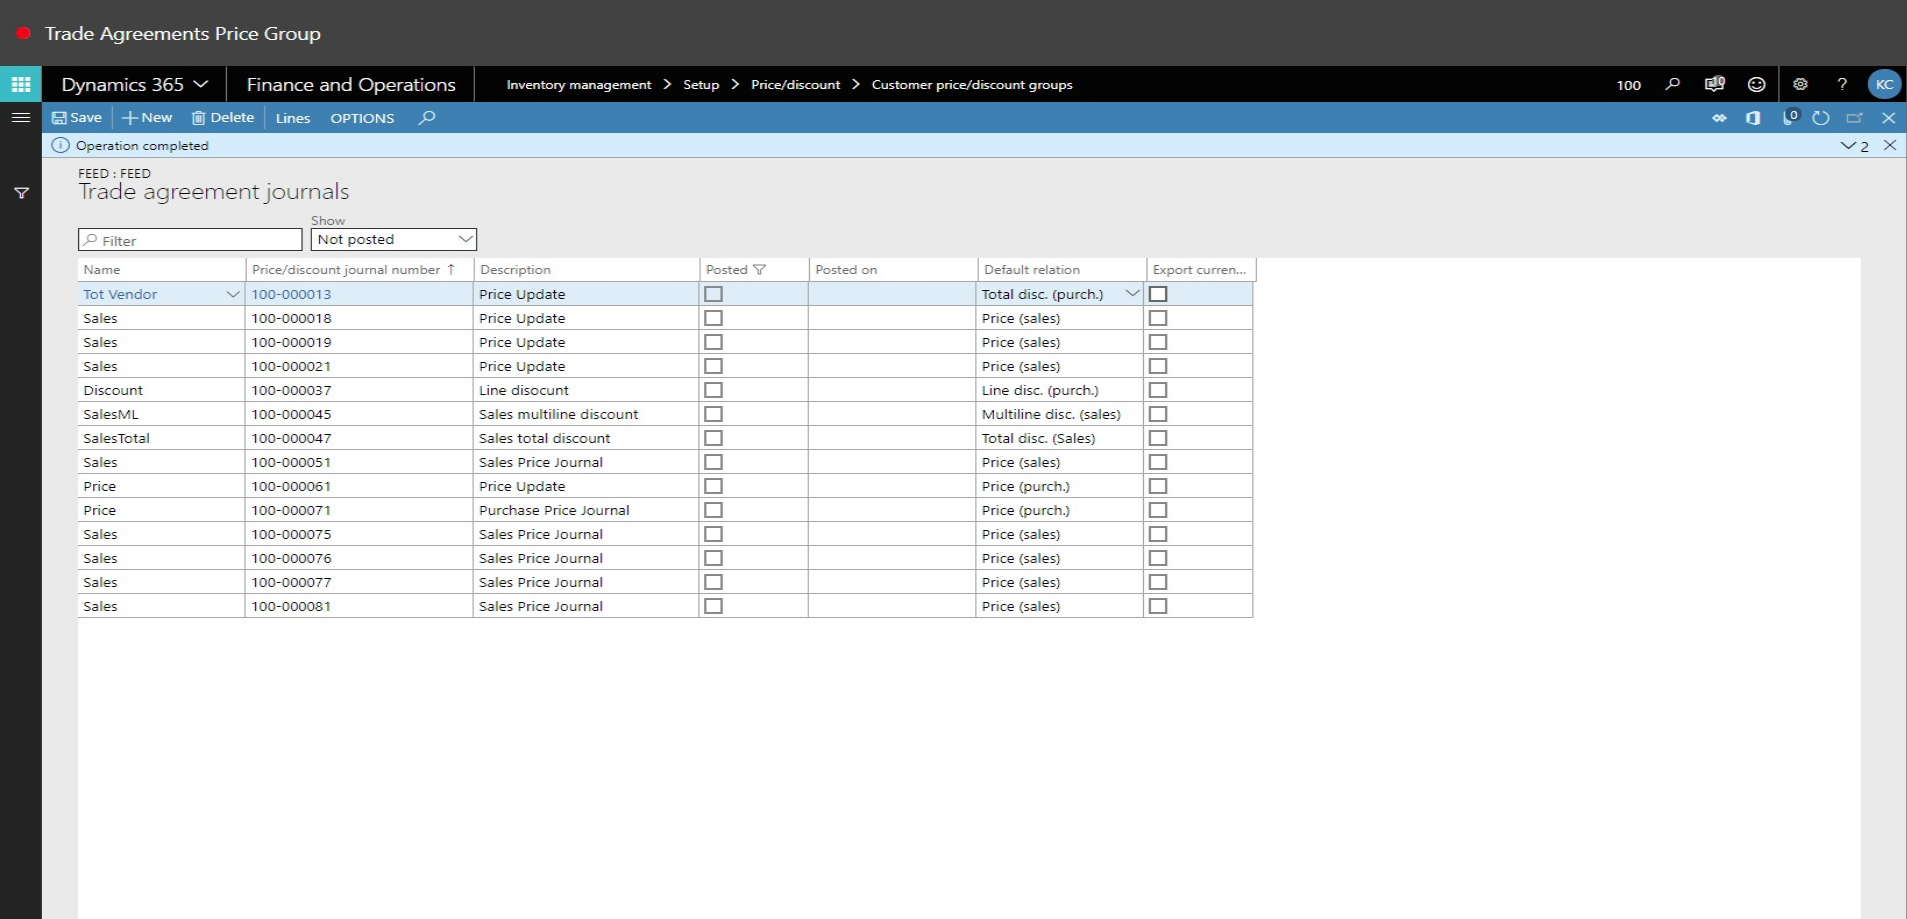 Trade Agreements Price Group
Dynamics 365 Finance and Operations Inventory management > Setup > Price/discount > Customer price/discount groups 100 10 ? KC
Save New Delete Lines OPTIONS 0
Operation completed 2
FEED : FEED
Trade agreement journals
Show
Filter Not posted
Name Price/discount journal number ↑ Description Posted Posted on Default relation Export curren...
Tot Vendor 100-000013 Price Update Total disc. (purch.)
Sales 100-000018 Price Update Price (sales)
Sales 100-000019 Price Update Price (sales)
Sales 100-000021 Price Update Price (sales)
Discount 100-000037 Line disocunt Line disc. (purch.)
SalesML 100-000045 Sales multiline discount Multiline disc. (sales)
SalesTotal 100-000047 Sales total discount Total disc. (Sales)
Sales 100-000051 Sales Price Journal Price (sales)
Price 100-000061 Price Update Price (purch.)
Price 100-000071 Purchase Price Journal Price (purch.)
Sales 100-000075 Sales Price Journal Price (sales)
Sales 100-000076 Sales Price Journal Price (sales)
Sales 100-000077 Sales Price Journal Price (sales)
Sales 100-000081 Sales Price Journal Price (sales)